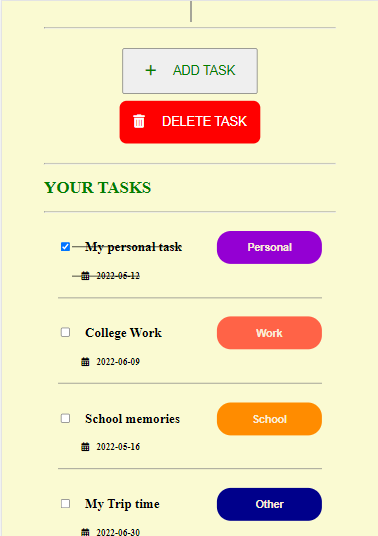 ADD TASK
DELETE TASK
YOUR TASKS
My personal task Personal
2022-05-12
College Work Work
2022-06-09
School memories School
2022-05-16
My Trip time Other
2022-06-30